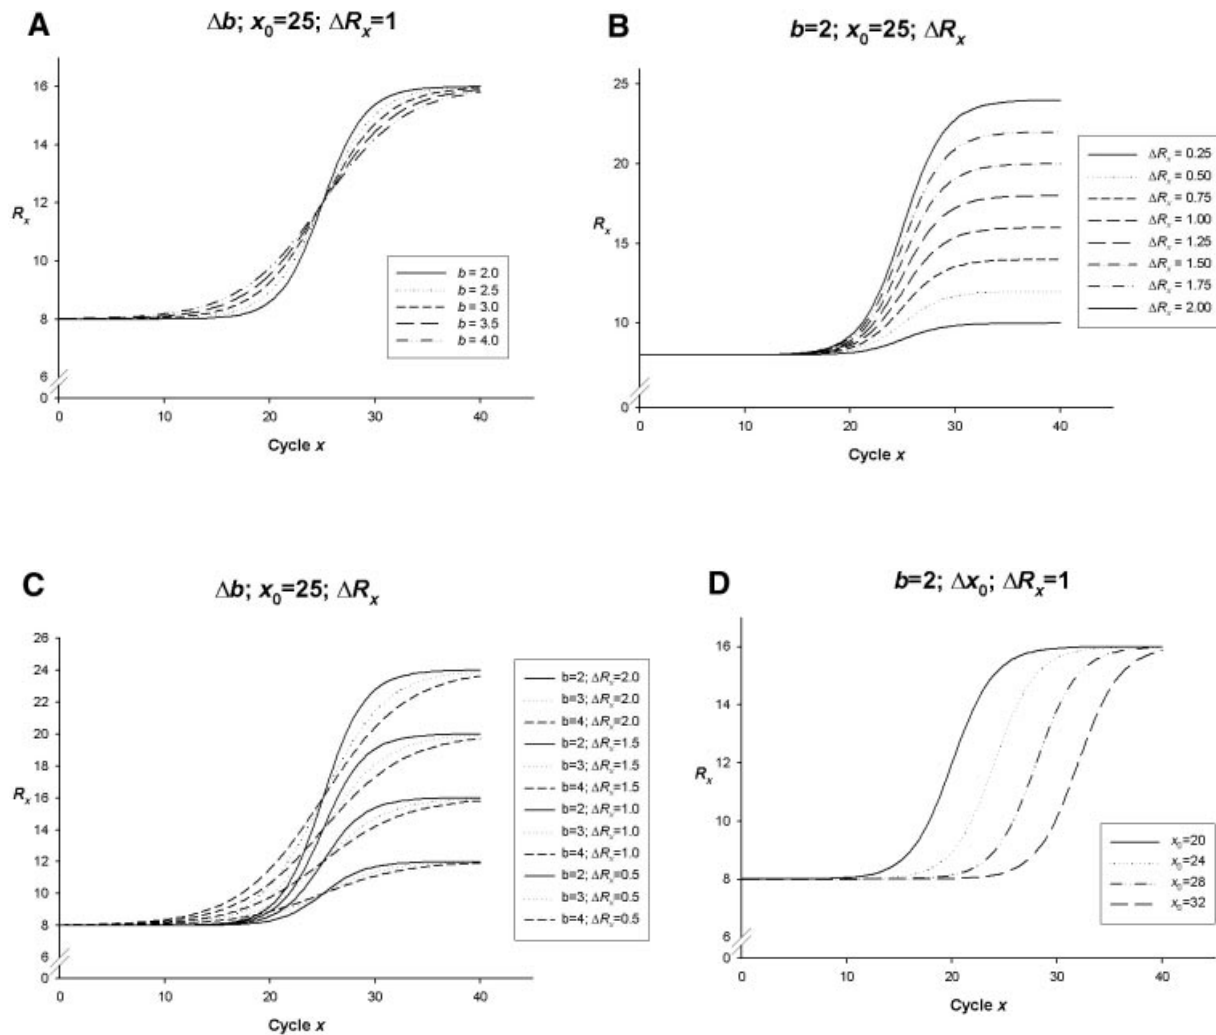 A
Δb; x₀=25; ΔRₓ=1
16
14
12
Rₓ
10
8
6
0
b = 2.0
b = 2.5
b = 3.0
b = 3.5
b = 4.0
0 10 20 30 40
Cycle x
B
b=2; x₀=25; ΔRₓ
25
20
Rₓ
15
10
0
ΔRₓ = 0.25
ΔRₓ = 0.50
ΔRₓ = 0.75
ΔRₓ = 1.00
ΔRₓ = 1.25
ΔRₓ = 1.50
ΔRₓ = 1.75
ΔRₓ = 2.00
0 10 20 30 40
Cycle x
C
Δb; x₀=25; ΔRₓ
26
24
22
20
18
16
Rₓ
14
12
10
8
6
0
b=2; ΔRₓ=2.0
b=3; ΔRₓ=2.0
b=4; ΔRₓ=2.0
b=2; ΔRₓ=1.5
b=3; ΔRₓ=1.5
b=4; ΔRₓ=1.5
b=2; ΔRₓ=1.0
b=3; ΔRₓ=1.0
b=4; ΔRₓ=1.0
b=2; ΔRₓ=0.5
b=3; ΔRₓ=0.5
b=4; ΔRₓ=0.5
0 10 20 30 40
Cycle x
D
b=2; Δx₀; ΔRₓ=1
16
14
12
Rₓ
10
8
6
0
x₀=20
x₀=24
x₀=28
x₀=32
0 10 20 30 40
Cycle x